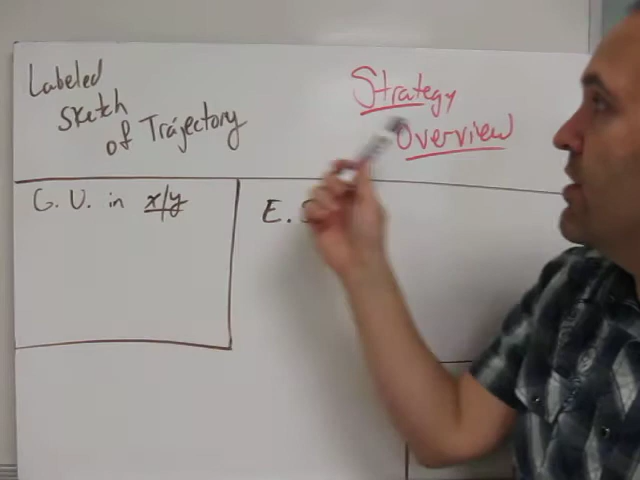 Labeled
Sketch
of Trajectory
Strategy
Overview
G. U. in x/y
E. S